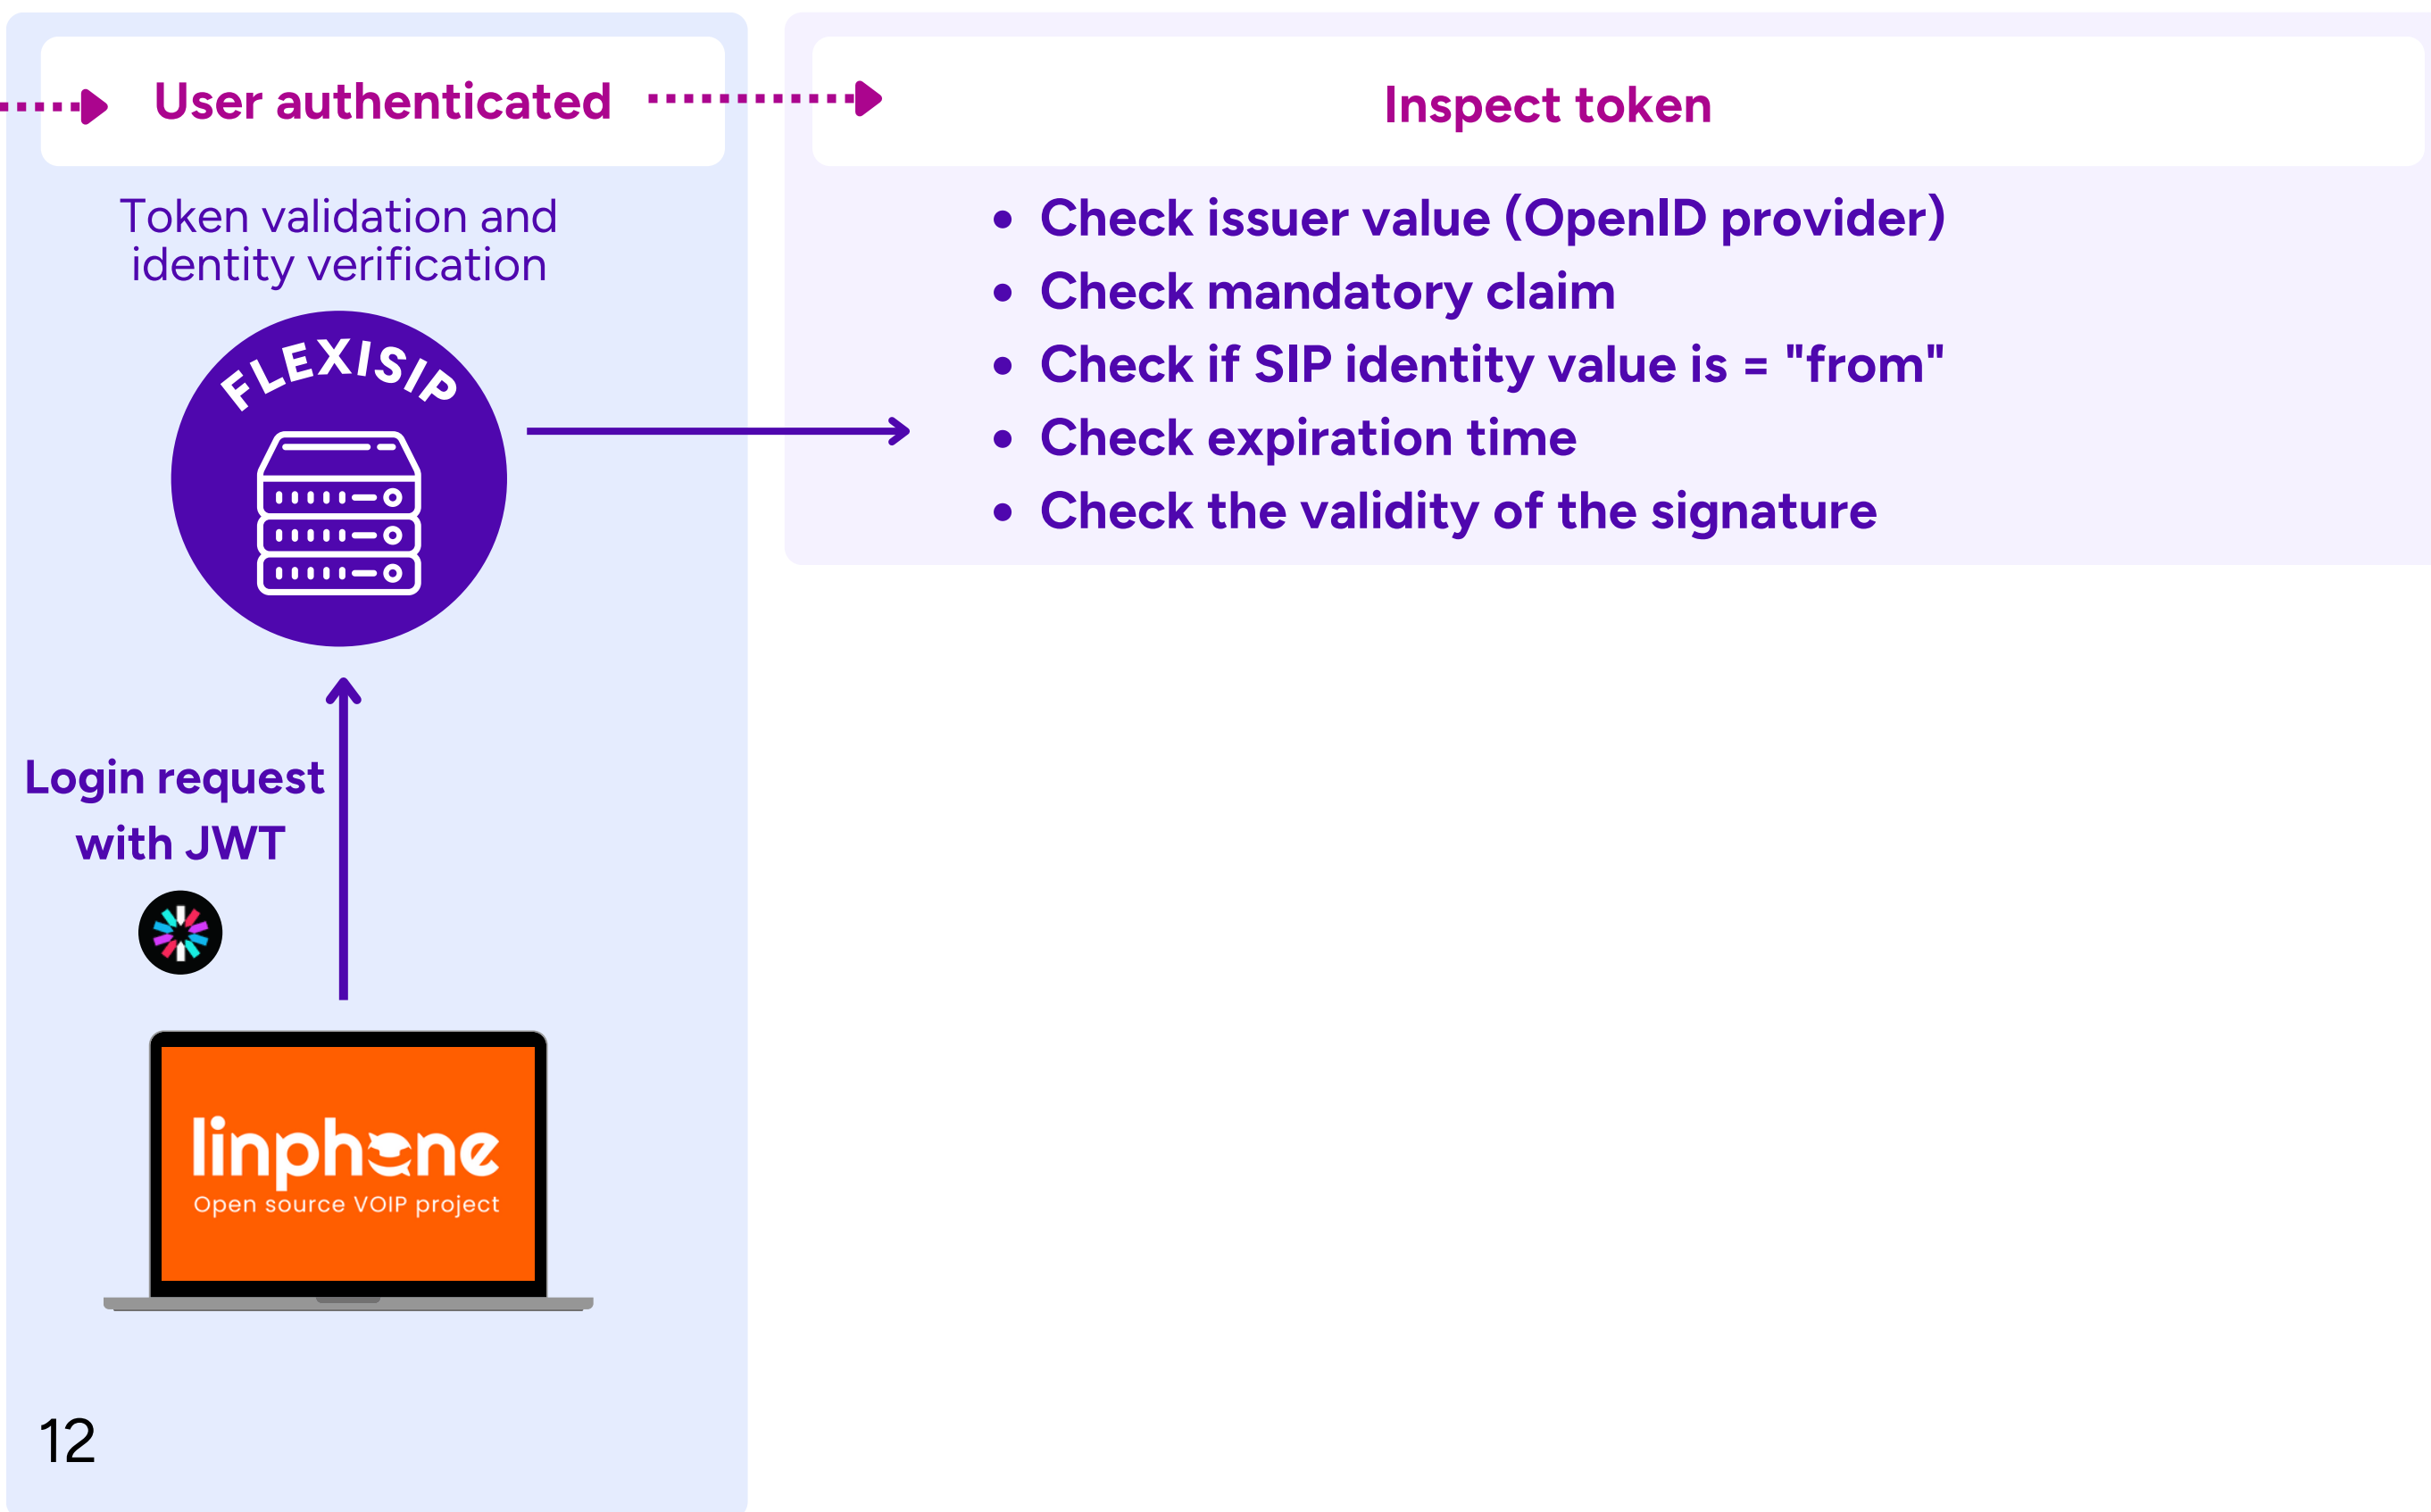 User authenticated
Token validation and
identity verification
FLEXISIP
Login request
with JWT
linphone
Open source VOIP project
12
Inspect token
• Check issuer value (OpenID provider)
• Check mandatory claim
• Check if SIP identity value is = "from"
• Check expiration time
• Check the validity of the signature